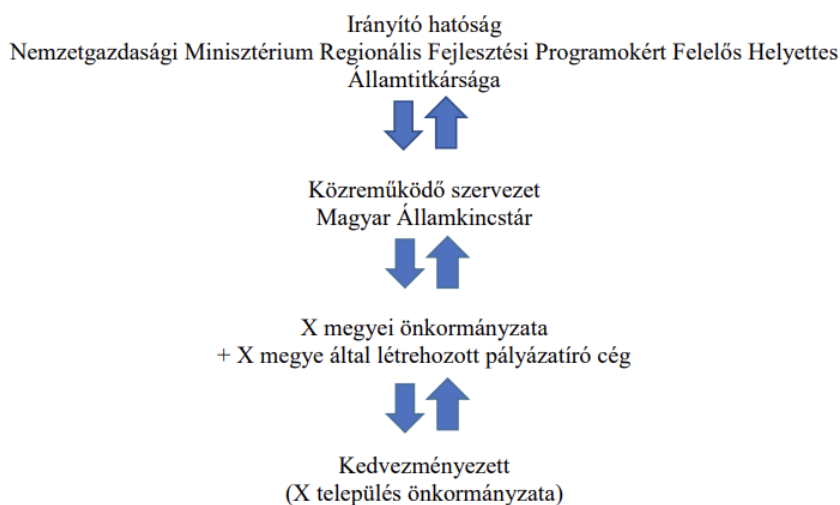 Irányító hatóság
Nemzetgazdasági Minisztérium Regionális Fejlesztési Programokért Felelős Helyettes
Államtitkársága
Közreműködő szervezet
Magyar Államkincstár
X megyei önkormányzata
+ X megye által létrehozott pályázatíró cég
Kedvezményezett
(X település önkormányzata)